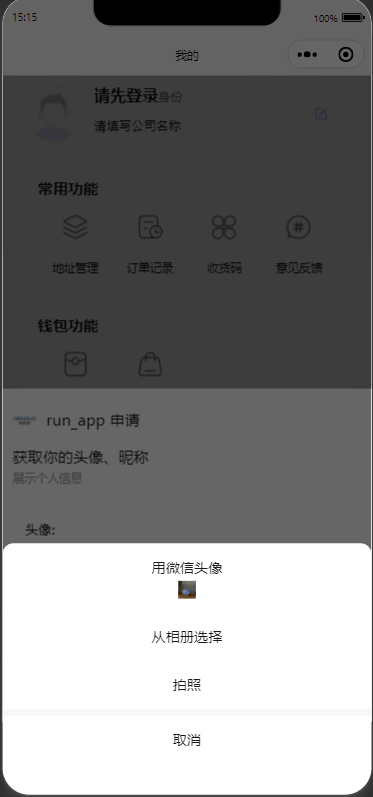 15:15
100%
我的
请先登录身份
请填写公司名称
常用功能
地址管理 订单记录 收货码 意见反馈
钱包功能
run_app 申请
获取你的头像、昵称
展示个人信息
头像:
用微信头像
从相册选择
拍照
取消